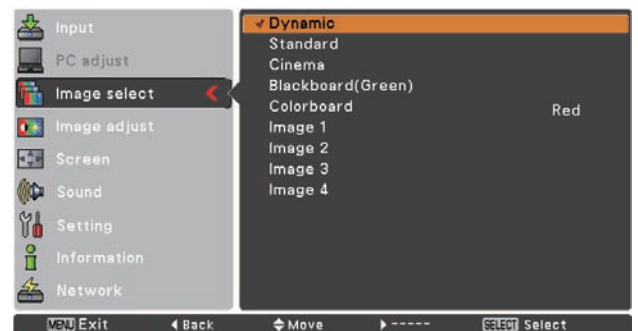 Input
PC adjust
Image select
Image adjust
Screen
Sound
Setting
Information
Network
Dynamic
Standard
Cinema
Blackboard(Green)
Colorboard Red
Image 1
Image 2
Image 3
Image 4
MENU Exit Back Move ----- SELECT Select